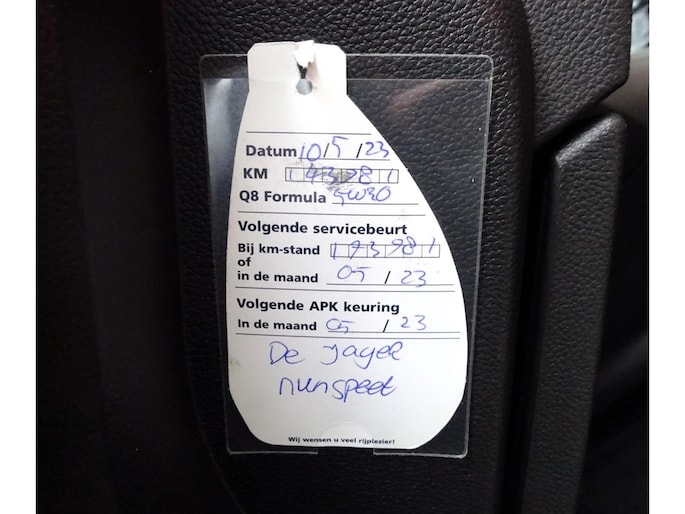 Datum 10/5/23
KM 143981
Q8 Formula 5W30
Volgende servicebeurt
Bij km-stand 173981
of
in de maand 05/23
Volgende APK keuring
In de maand 05/23
De Jager
nunspeet
Wij wensen u veel rijplezier!